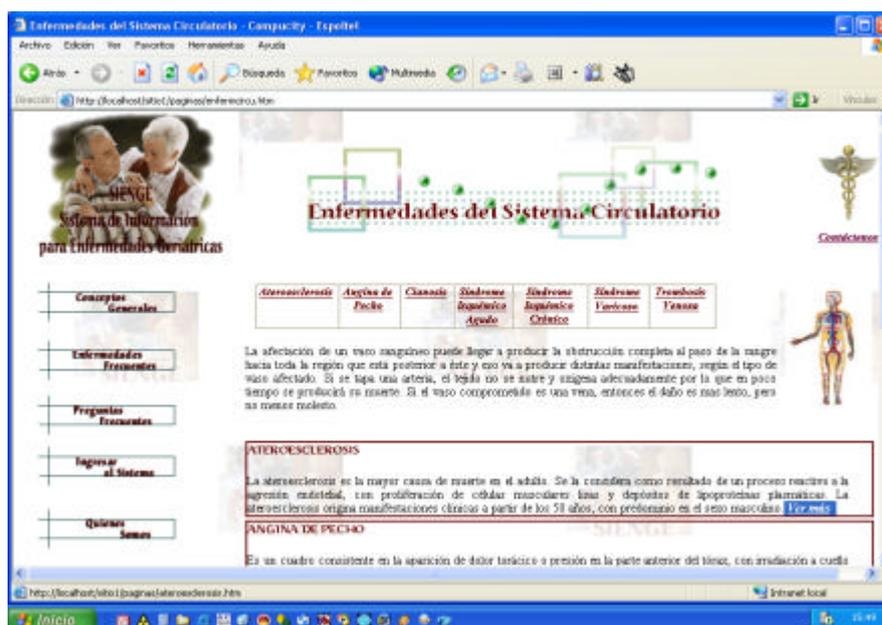 Enfermedades del Sistema Circulatorio - Campucity - Espoltel
Archivo Edición Ver Favoritos Herramientas Ayuda
Atrás Búsqueda Favoritos Multimedia
Dirección http://localhost/sitio1/paginas/enfermcircu.htm Ir Vínculos
SIENGE
Sistema de Información
para Enfermedades Geriatricas
Enfermedades del Sistema Circulatorio
Contáctenos
Conceptos
Generales
Enfermedades
Frecuentes
Preguntas
Frecuentes
Ingresar
al Sistema
Quienes
Somos
Ateroesclerosis Angina de Cianosis Síndrome Síndrome Síndrome Trombosis
Pecho Isquémico Isquémico Varicoso Venosa
Agudo Crónico
La afectación de un vaso sanguíneo puede llegar a producir la obstrucción completa al paso de la sangre
hacia toda la región que está posterior a éste y eso va a producir distintas manifestaciones, según el tipo de
vaso afectado. Si se tapa una arteria, el tejido no se nutre y oxigena adecuadamente por lo que en poco
tiempo se producirá su muerte. Si el vaso comprometido es una vena, entonces el daño es mas lento, pero
no menos molesto.
ATEROESCLEROSIS
La ateroesclerosis es la mayor causa de muerte en el adulto. Se la considera como resultado de un proceso reactivo a la
agresión endotelial, con proliferación de células musculares lisas y depósitos de lipoproteínas plasmáticas. La
ateroesclerosis origina manifestaciones clínicas a partir de los 50 años, con predominio en el sexo masculino. Ver más
ANGINA DE PECHO
Es un cuadro consistente en la aparición de dolor torácico o presión en la parte anterior del tórax, con irradiación a cuello
http://localhost/sitio1/paginas/ateroesclerosis.htm Intranet local
Inicio 15:49